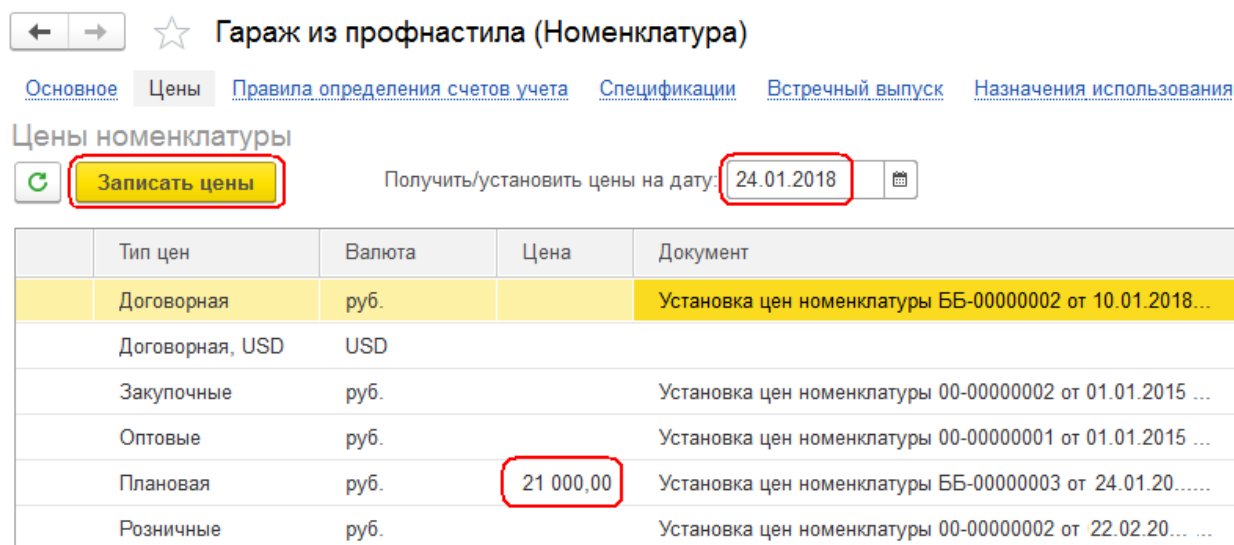 Гараж из профнастила (Номенклатура)
Основное Цены Правила определения счетов учета Спецификации Встречный выпуск Назначения использования
Цены номенклатуры
Записать цены Получить/установить цены на дату: 24.01.2018
Тип цен Валюта Цена Документ
Договорная руб. Установка цен номенклатуры ББ-00000002 от 10.01.2018...
Договорная, USD USD
Закупочные руб. Установка цен номенклатуры 00-00000002 от 01.01.2015 ...
Оптовые руб. Установка цен номенклатуры 00-00000001 от 01.01.2015 ...
Плановая руб. 21 000,00 Установка цен номенклатуры ББ-00000003 от 24.01.20......
Розничные руб. Установка цен номенклатуры 00-00000002 от 22.02.20... ...